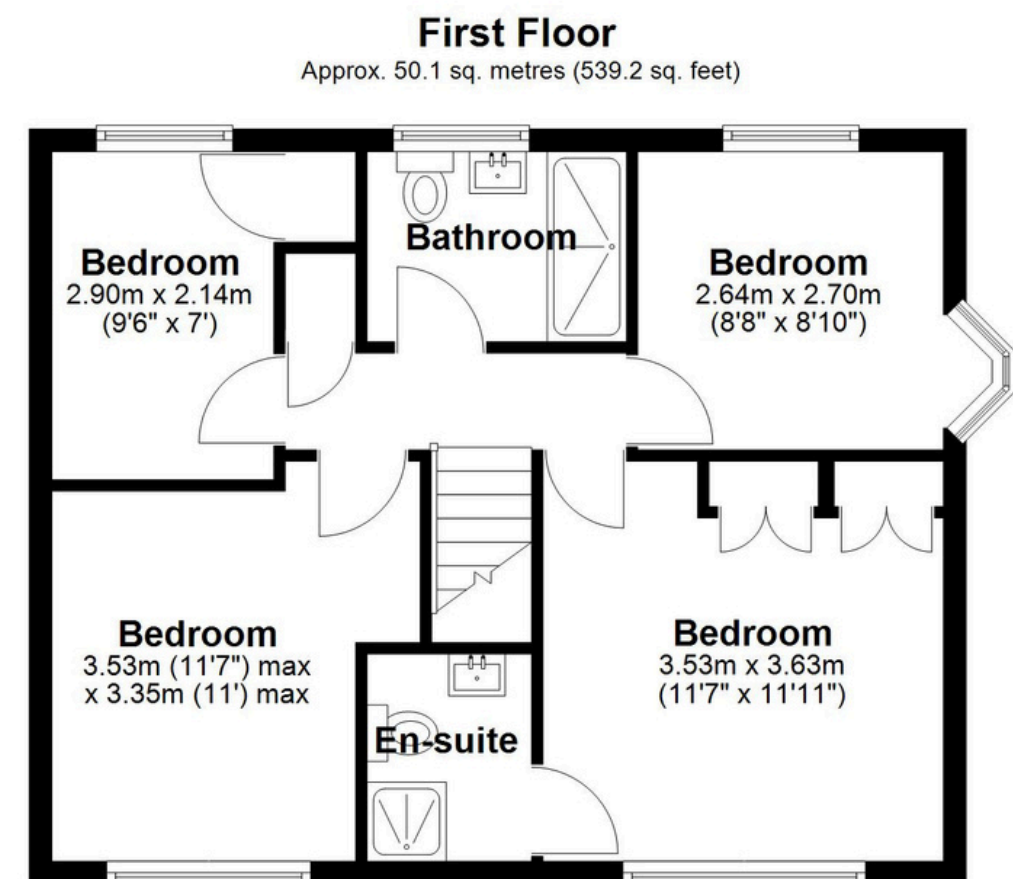 First Floor
Approx. 50.1 sq. metres (539.2 sq. feet)
Bedroom
2.90m x 2.14m
(9'6" x 7')
Bathroom
Bedroom
2.64m x 2.70m
(8'8" x 8'10")
Bedroom
3.53m (11'7") max
x 3.35m (11') max
En-suite
Bedroom
3.53m x 3.63m
(11'7" x 11'11")